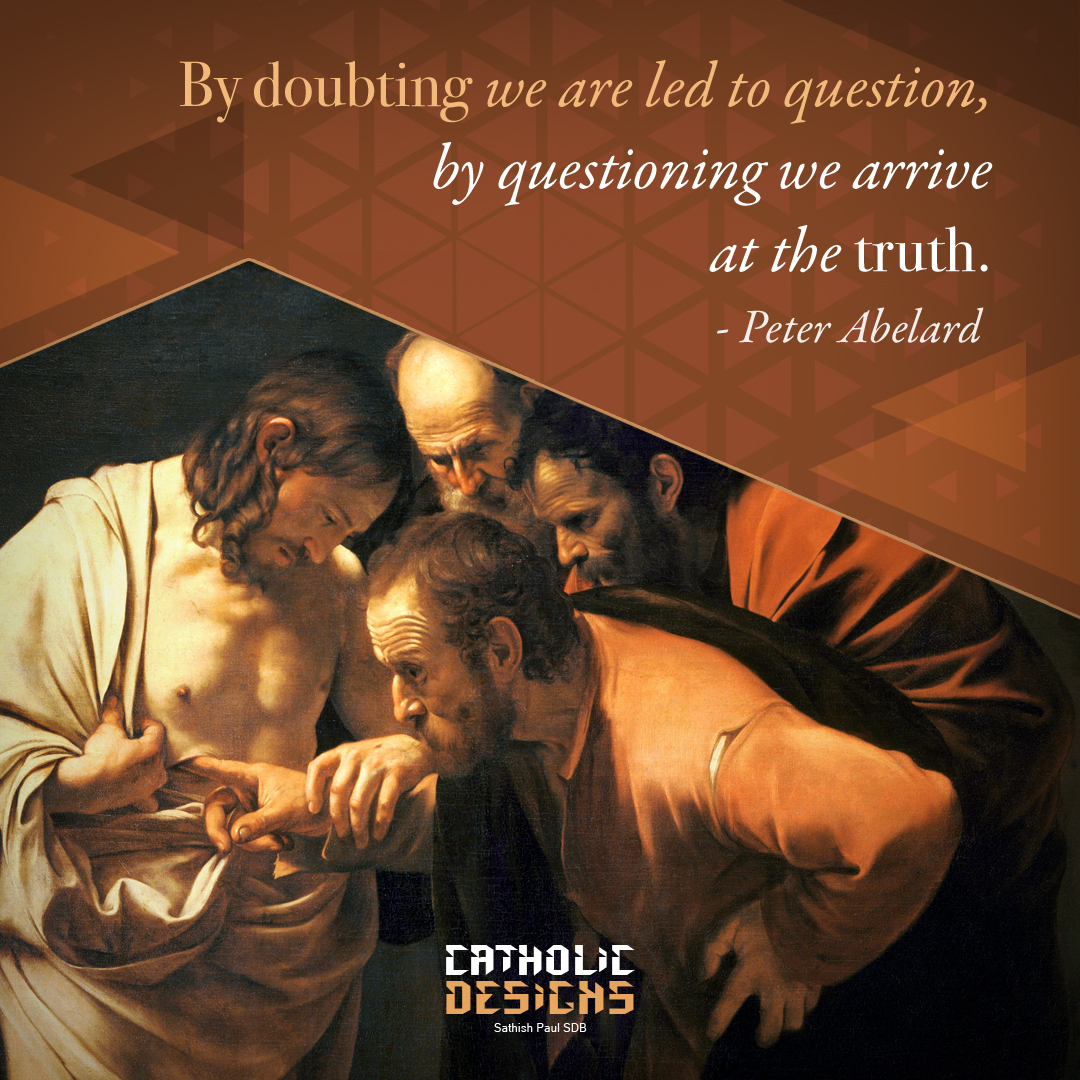 By doubting we are led to question,
by questioning we arrive
at the truth.
- Peter Abelard
CATHOLIC
DESIGNS
Sathish Paul SDB